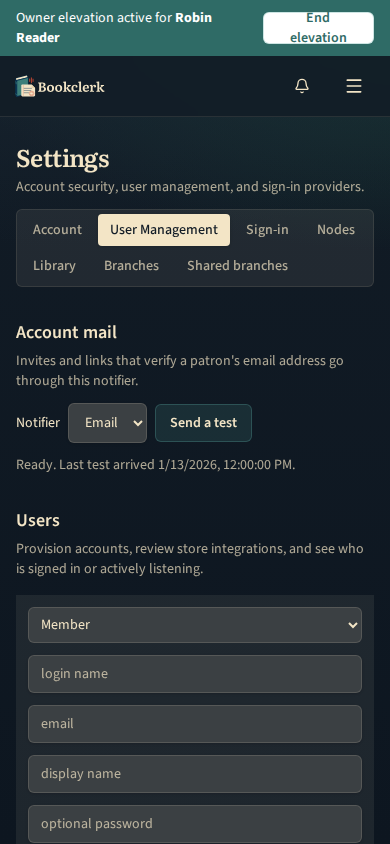 Owner elevation active for Robin
Reader
End
elevation
Bookclerk
Settings
Account security, user management, and sign-in providers.
Account User Management Sign-in Nodes
Library Branches Shared branches
Account mail
Invites and links that verify a patron's email address go
through this notifier.
Notifier Email Send a test
Ready. Last test arrived 1/13/2026, 12:00:00 PM.
Users
Provision accounts, review store integrations, and see who
is signed in or actively listening.
Member
login name
email
display name
optional password